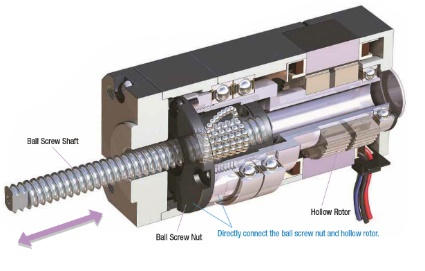 Ball Screw Shaft
Hollow Rotor
Ball Screw Nut
Directly connect the ball screw nut and hollow rotor.